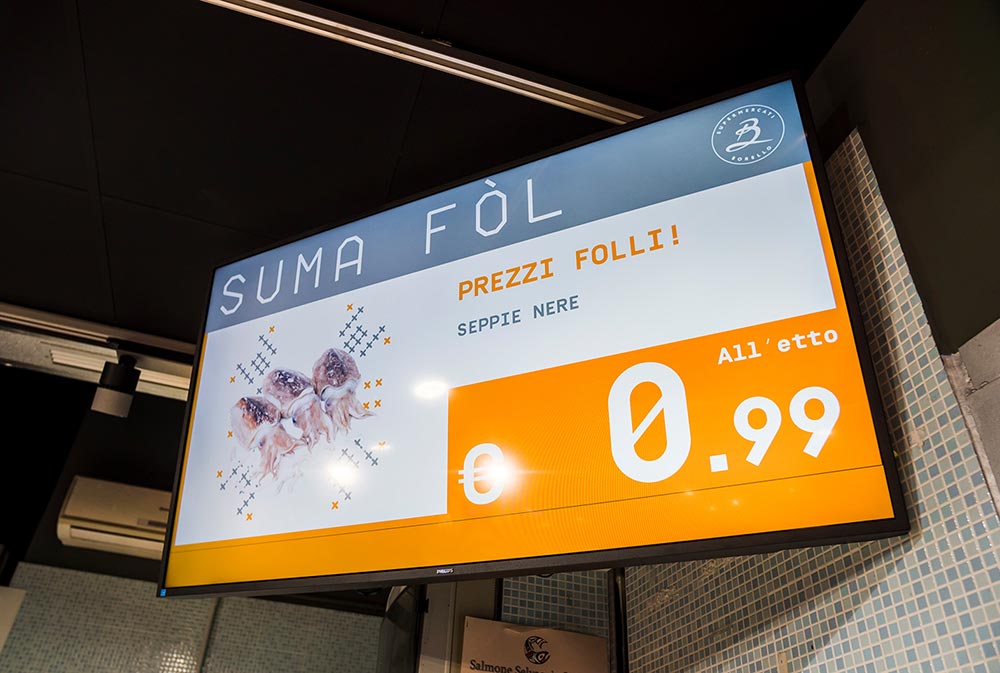 SUPERMERCATI
B
BORELLO
SUMA FÒL
PREZZI FOLLI!
SEPPIE NERE
All'etto
€ 0.99
PHILIPS
Salmone